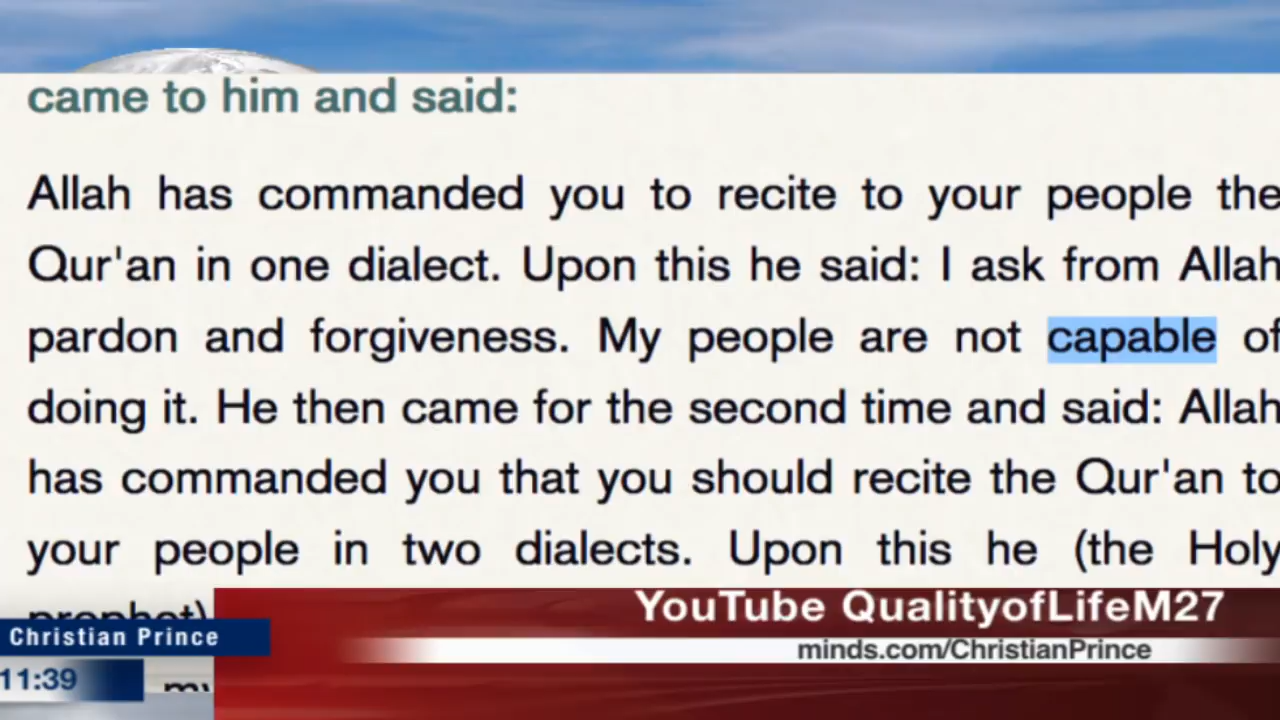 came to him and said:
Allah has commanded you to recite to your people the
Qur'an in one dialect. Upon this he said: I ask from Allah
pardon and forgiveness. My people are not capable of
doing it. He then came for the second time and said: Allah
has commanded you that you should recite the Qur'an to
your people in two dialects. Upon this he (the Holy
prophet)
YouTube QualityofLifeM27
Christian Prince
minds.com/ChristianPrince
11:39